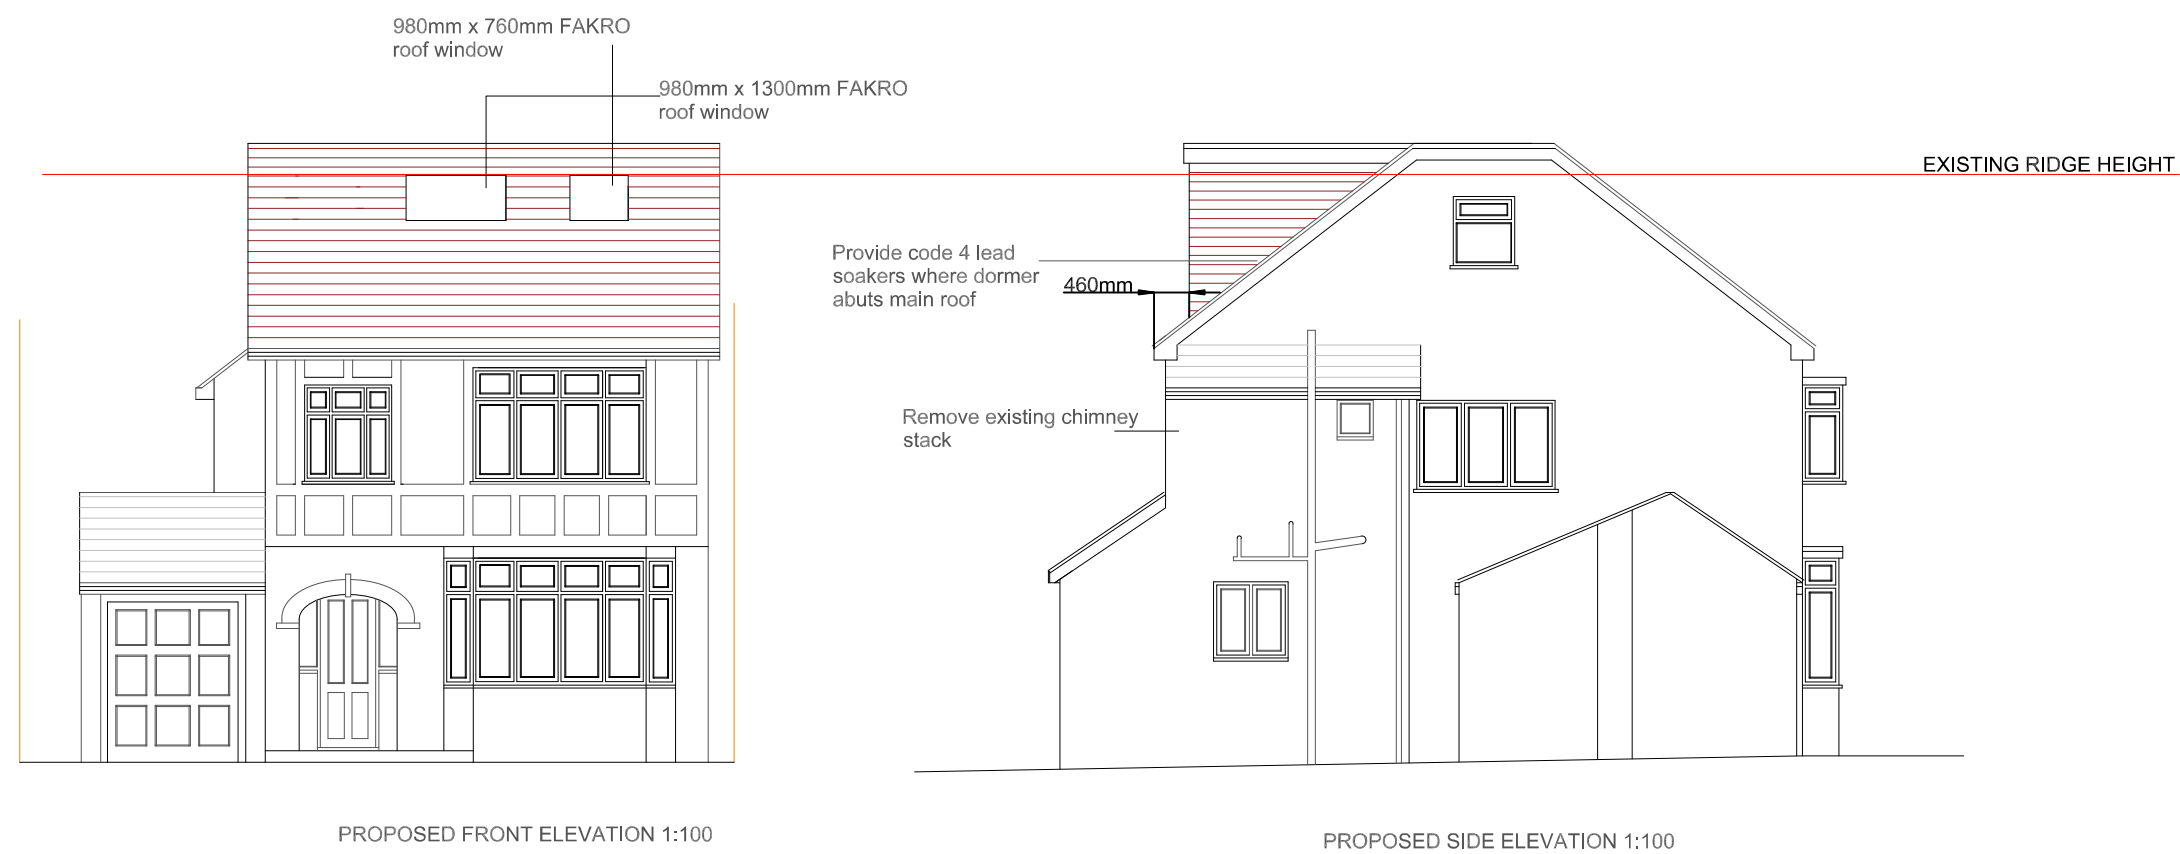 980mm x 760mm FAKRO
roof window
980mm x 1300mm FAKRO
roof window
EXISTING RIDGE HEIGHT
Provide code 4 lead
soakers where dormer
abuts main roof
460mm
Remove existing chimney
stack
PROPOSED FRONT ELEVATION 1:100
PROPOSED SIDE ELEVATION 1:100